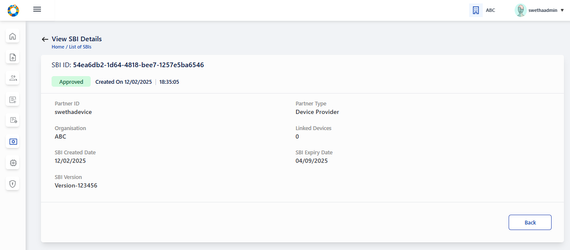 ABC
swethaadmin
View SBI Details
Home / List of SBIs
SBI ID: 54ea6db2-1d64-4818-bee7-1257e5ba6546
Approved Created On 12/02/2025 | 18:35:05
Partner ID Partner Type
swethadevice Device Provider
Organisation Linked Devices
ABC 0
SBI Created Date SBI Expiry Date
12/02/2025 04/09/2025
SBI Version
Version-123456
Back